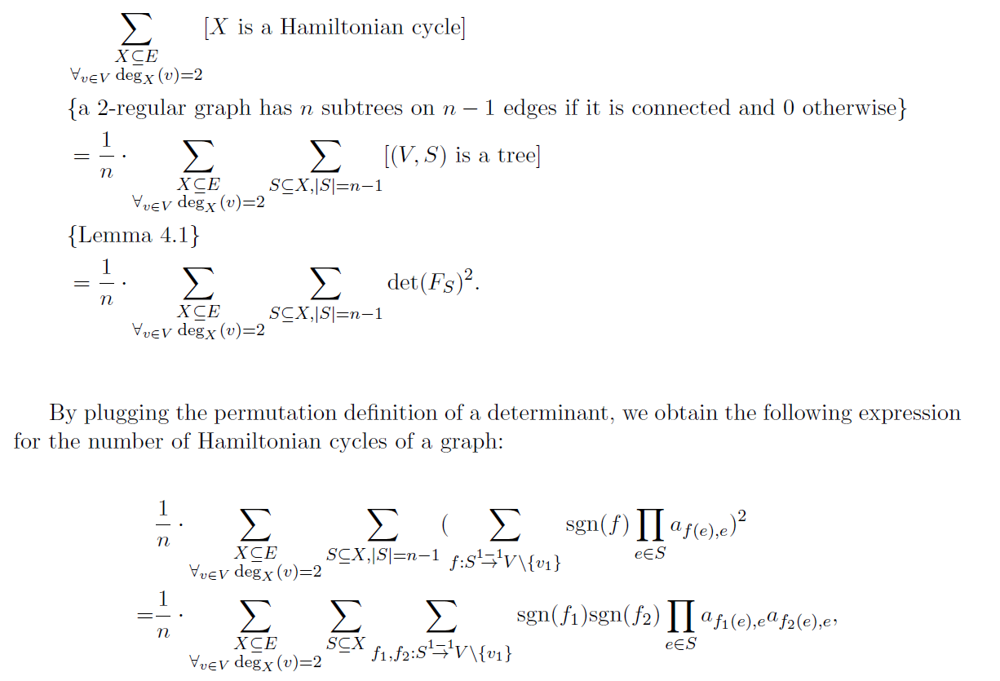 $\sum_{\substack{X \subseteq E \\ \forall_{v \in V} \deg_X(v)=2}} [X \text{ is a Hamiltonian cycle}]$
{a 2-regular graph has $n$ subtrees on $n-1$ edges if it is connected and 0 otherwise}
$= \frac{1}{n} \cdot \sum_{\substack{X \subseteq E \\ \forall_{v \in V} \deg_X(v)=2}} \sum_{S \subseteq X, |S|=n-1} [(V, S) \text{ is a tree}]$
{Lemma 4.1}
$= \frac{1}{n} \cdot \sum_{\substack{X \subseteq E \\ \forall_{v \in V} \deg_X(v)=2}} \sum_{S \subseteq X, |S|=n-1} \det(F_S)^2.$
By plugging the permutation definition of a determinant, we obtain the following expression
for the number of Hamiltonian cycles of a graph:
$\frac{1}{n} \cdot \sum_{\substack{X \subseteq E \\ \forall_{v \in V} \deg_X(v)=2}} \sum_{S \subseteq X, |S|=n-1} ( \sum_{f: S \overset{1-1}{\to} V \setminus \{v_1\}} \text{sgn}(f) \prod_{e \in S} a_{f(e),e} )^2$
$= \frac{1}{n} \cdot \sum_{\substack{X \subseteq E \\ \forall_{v \in V} \deg_X(v)=2}} \sum_{S \subseteq X} \sum_{f_1, f_2: S \overset{1-1}{\to} V \setminus \{v_1\}} \text{sgn}(f_1)\text{sgn}(f_2) \prod_{e \in S} a_{f_1(e),e} a_{f_2(e),e},$